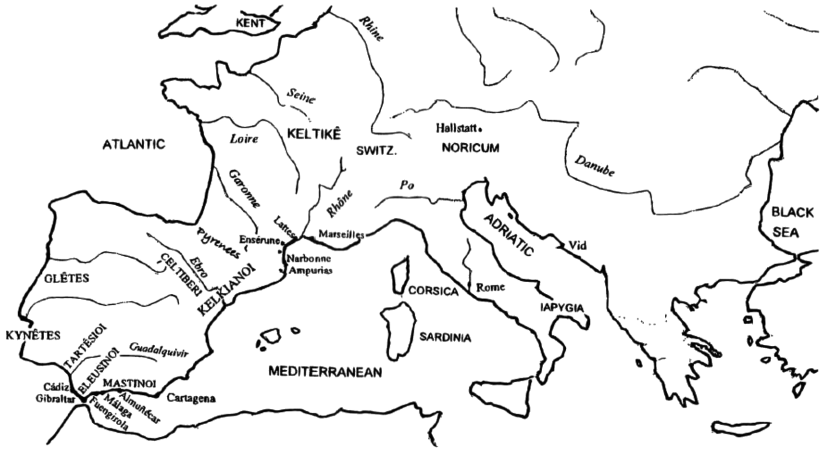 KENT
Rhine
Seine
ATLANTIC
Loire
KELTIKÊ
SWITZ.
Hallstatt
NORICUM
Danube
Garonne
Rhône
Po
BLACK
SEA
Pyrenees
Lattes
Ensérune
Marseilles
ADRIATIC
Vid
Narbonne
Ampurias
Ebro
CELTIBERI
KELKIANOI
GLÊTES
CORSICA
Rome
IAPYGIA
SARDINIA
KYNÊTES
TARTÉSIOI
Guadalquivir
ELEUSINOI
MASTINOI
MEDITERRANEAN
Cádiz
Gibraltar
Almuñécar
Málaga
Fuengirola
Cartagena